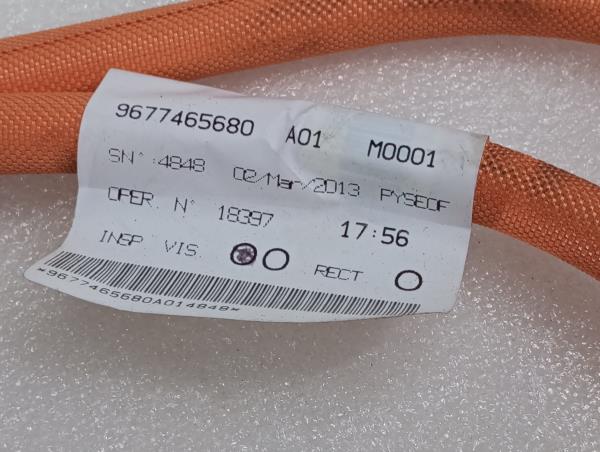 9677465680 A01 M0001
SN° :4848 02/Mar/2013 PYSEOF
OPER. N° 18397 17:56
INSP VIS. RECT
*9677465680A014848*